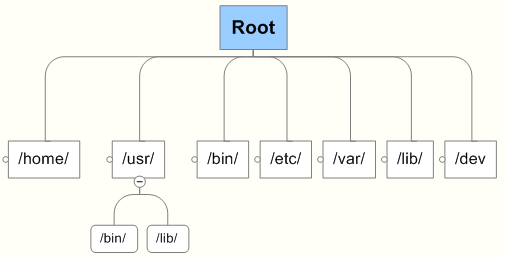 Root
/home/
/usr/
/bin/
/etc/
/var/
/lib/
/dev
/bin/
/lib/